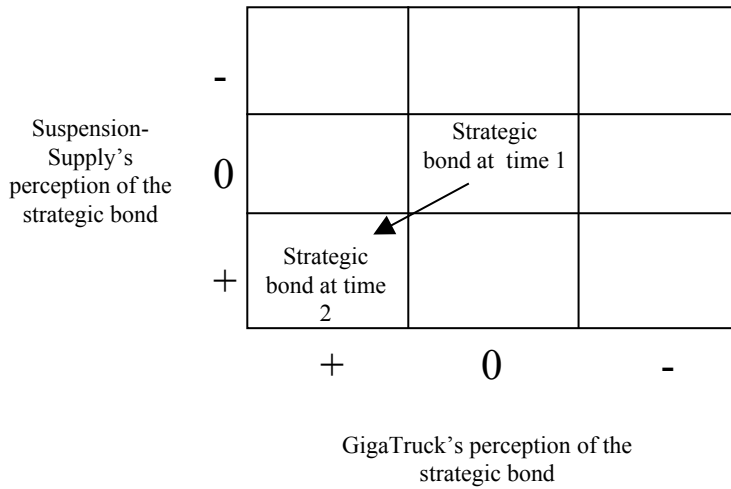 -
Suspension-
Supply’s
perception of the
strategic bond
0
Strategic
bond at time 1
+
Strategic
bond at time
2
+
0
-
GigaTruck’s perception of the
strategic bond